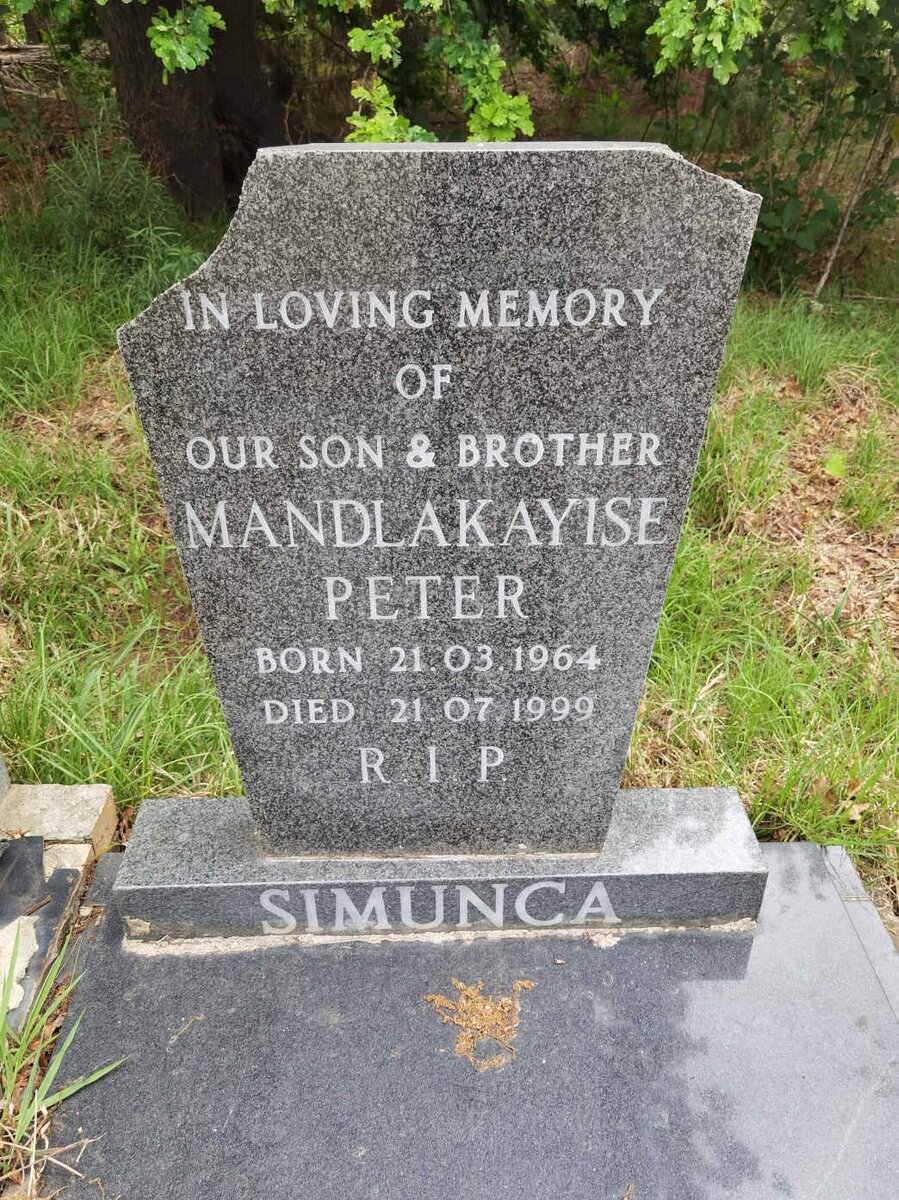 IN LOVING MEMORY
OF
OUR SON & BROTHER
MANDLAKAYISE
PETER
BORN 21.03.1964
DIED 21.07.1999
R.I.P.
SIMUNCA